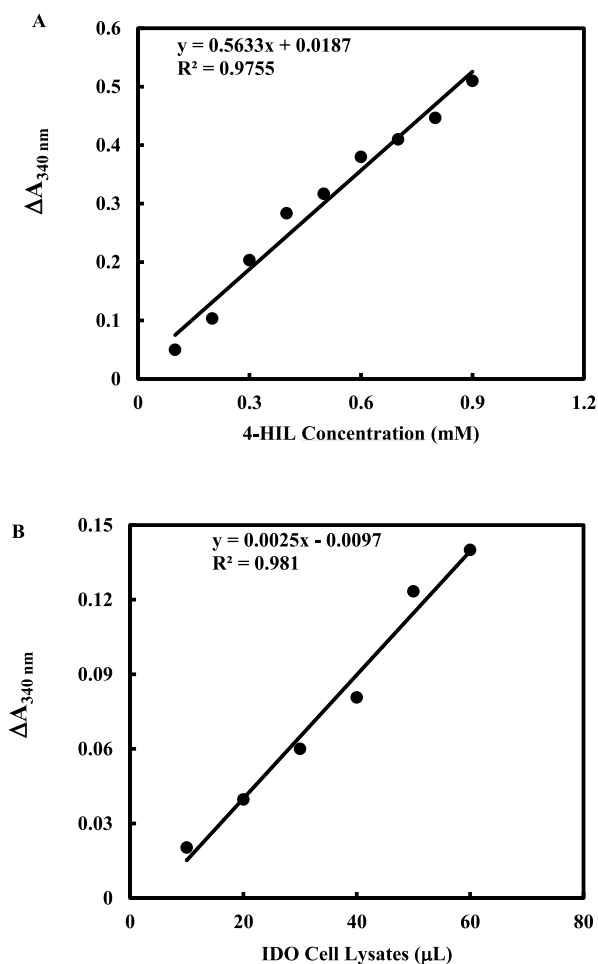 A
y = 0.5633x + 0.0187
R² = 0.9755
0.6
0.5
0.4
0.3
0.2
0.1
0
0 0.3 0.6 0.9 1.2
ΔA340 nm
4-HIL Concentration (mM)
B
y = 0.0025x - 0.0097
R² = 0.981
0.15
0.12
0.09
0.06
0.03
0
0 20 40 60 80
ΔA340 nm
IDO Cell Lysates (μL)